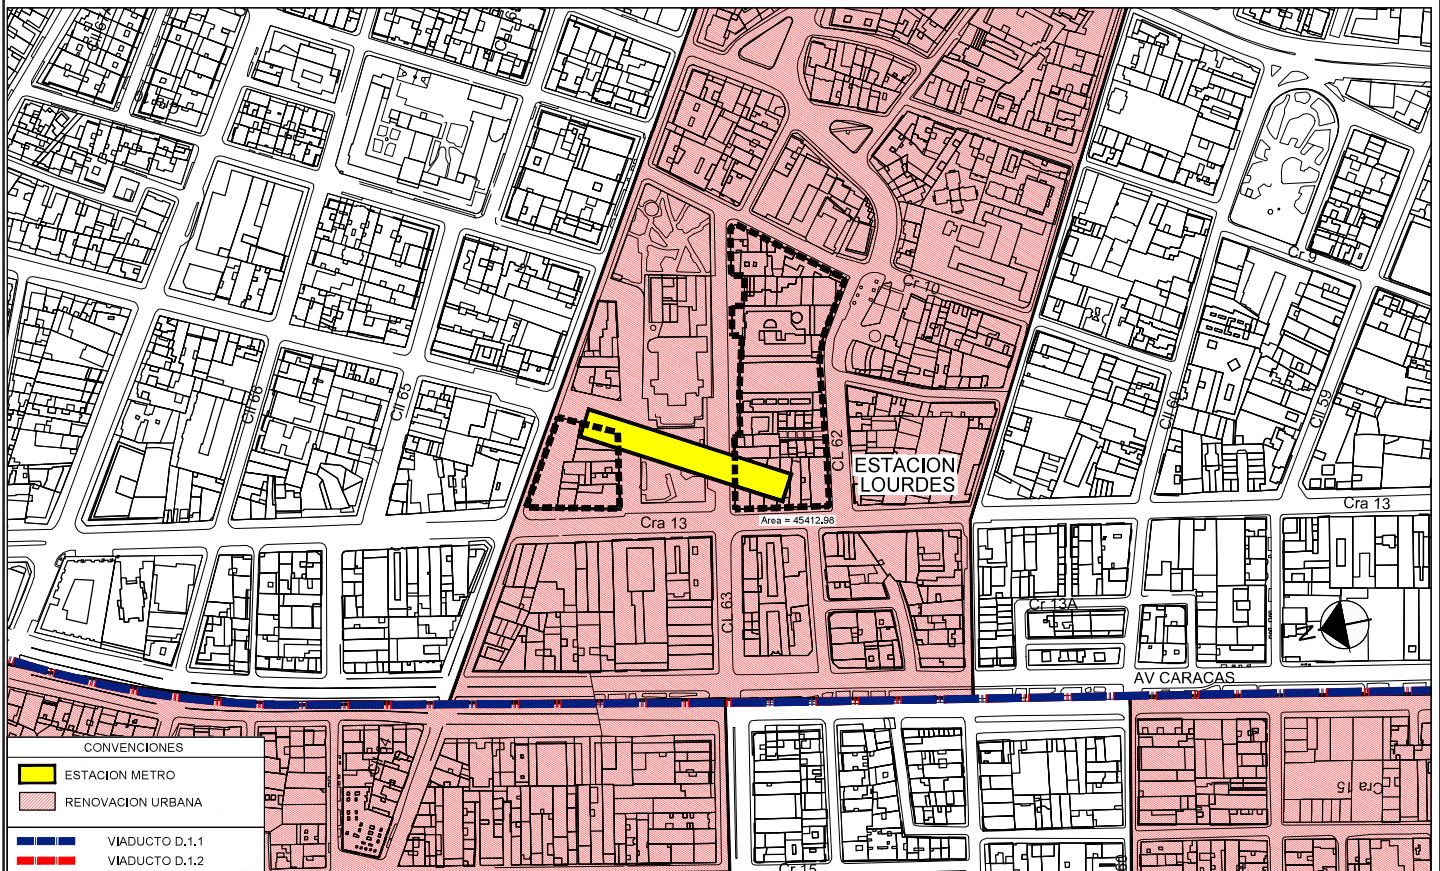 Cr 9
Cr 10
Cll 66
Cll 65
Cll 60
Cll 59
CL 62
ESTACION
LOURDES
Cra 13
Area = 45412.98
Cra 13
CL 63
Cr 13A
N
AV CARACAS
Cra 15
Cr 15
CONVENCIONES
ESTACION METRO
RENOVACION URBANA
VIADUCTO D.1.1
VIADUCTO D.1.2